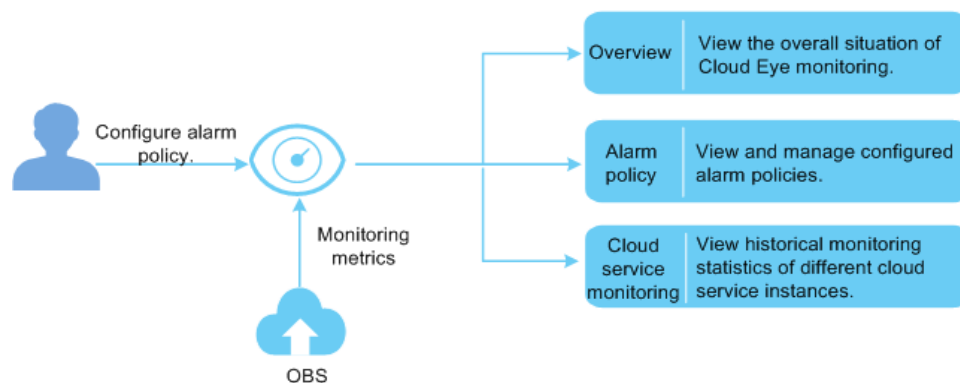 Configure alarm
policy.
Monitoring
metrics
OBS
Overview
View the overall situation of
Cloud Eye monitoring.
Alarm
policy
View and manage configured
alarm policies.
Cloud
service
monitoring
View historical monitoring
statistics of different cloud
service instances.